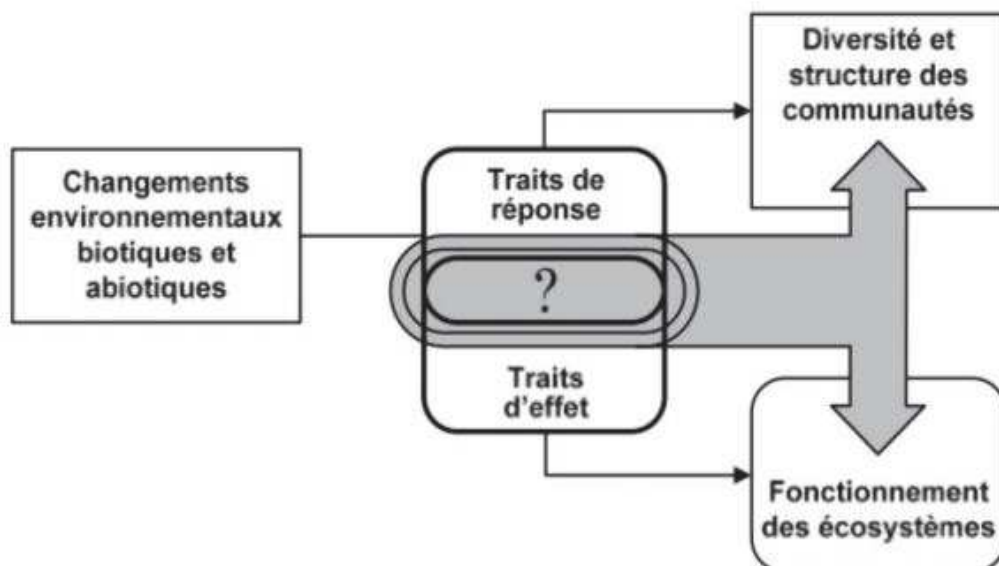 Changements
environnementaux
biotiques et
abiotiques
Traits de
réponse
?
Traits
d'effet
Diversité et
structure des
communautés
Fonctionnement
des écosystèmes